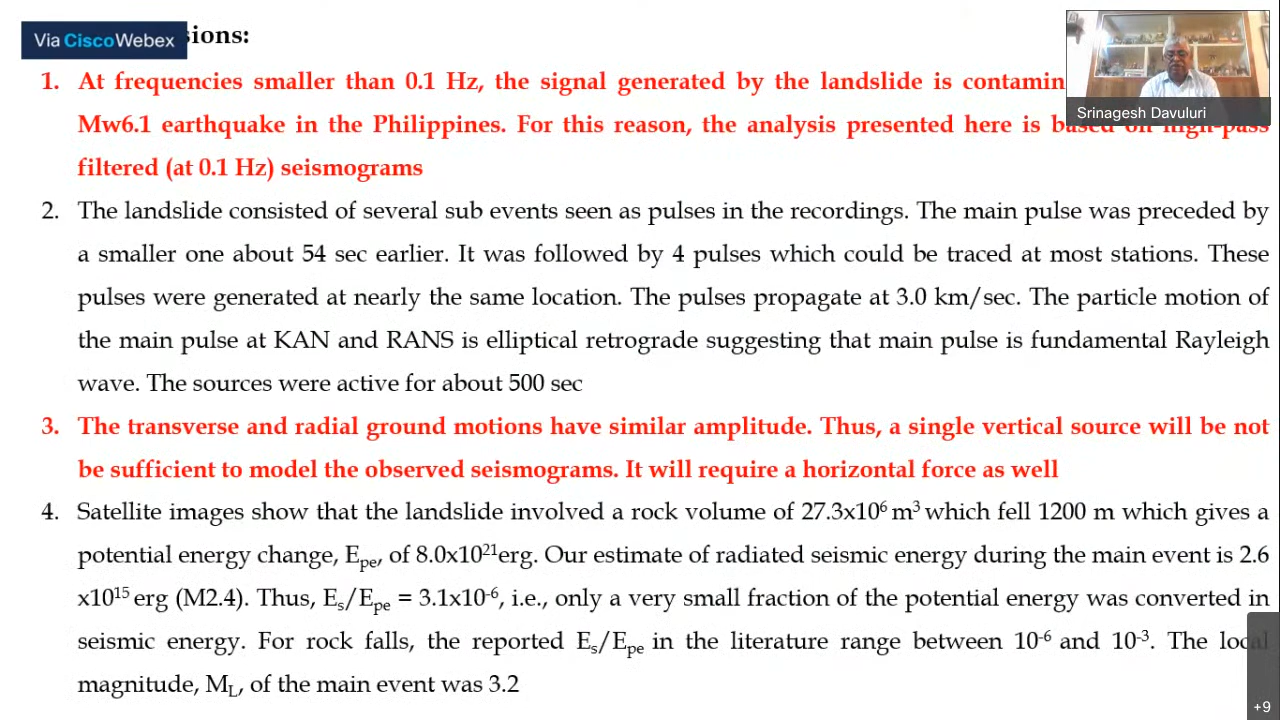 Via Cisco Webex sions:
1. At frequencies smaller than 0.1 Hz, the signal generated by the landslide is contamin
Srinagesh Davuluri
Mw6.1 earthquake in the Philippines. For this reason, the analysis presented here is based on high-pass
filtered (at 0.1 Hz) seismograms
2. The landslide consisted of several sub events seen as pulses in the recordings. The main pulse was preceded by
a smaller one about 54 sec earlier. It was followed by 4 pulses which could be traced at most stations. These
pulses were generated at nearly the same location. The pulses propagate at 3.0 km/sec. The particle motion of
the main pulse at KAN and RANS is elliptical retrograde suggesting that main pulse is fundamental Rayleigh
wave. The sources were active for about 500 sec
3. The transverse and radial ground motions have similar amplitude. Thus, a single vertical source will be not
be sufficient to model the observed seismograms. It will require a horizontal force as well
4. Satellite images show that the landslide involved a rock volume of 27.3x10⁶ m³ which fell 1200 m which gives a
potential energy change, Eₚₑ, of 8.0x10²¹erg. Our estimate of radiated seismic energy during the main event is 2.6
x10¹⁵ erg (M2.4). Thus, Eₛ/Eₚₑ = 3.1x10⁻⁶, i.e., only a very small fraction of the potential energy was converted in
seismic energy. For rock falls, the reported Eₛ/Eₚₑ in the literature range between 10⁻⁶ and 10⁻³. The local
magnitude, M_L, of the main event was 3.2
+9